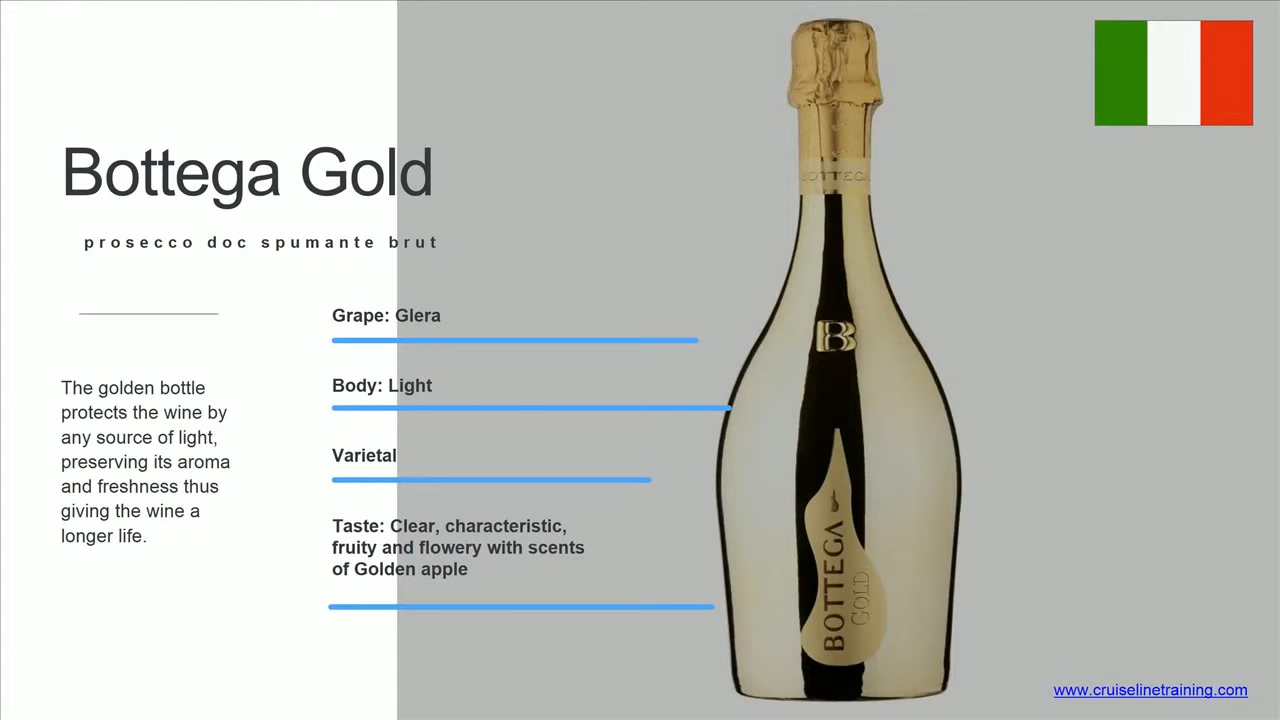 Bottega Gold
prosecco doc spumante brut
The golden bottle
protects the wine by
any source of light,
preserving its aroma
and freshness thus
giving the wine a
longer life.
Grape: Glera
Body: Light
Varietal
Taste: Clear, characteristic,
fruity and flowery with scents
of Golden apple
BOTTEGA
B
BOTTEGA
GOLD
www.cruiselinetraining.com